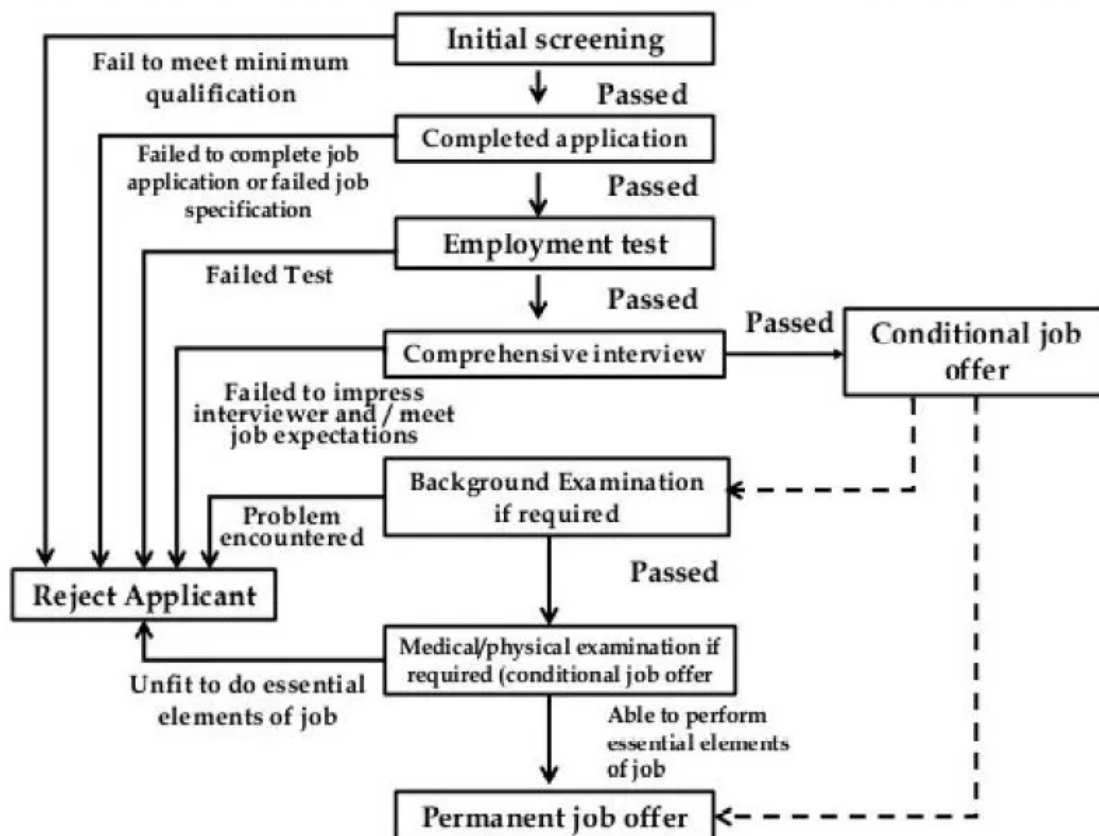 Initial screening
Fail to meet minimum
qualification
Passed
Completed application
Failed to complete job
application or failed job
specification
Passed
Employment test
Failed Test
Passed
Comprehensive interview
Passed
Conditional job
offer
Failed to impress
interviewer and / meet
job expectations
Background Examination
if required
Problem
encountered
Passed
Reject Applicant
Medical/physical examination if
required (conditional job offer
Unfit to do essential
elements of job
Able to perform
essential elements
of job
Permanent job offer